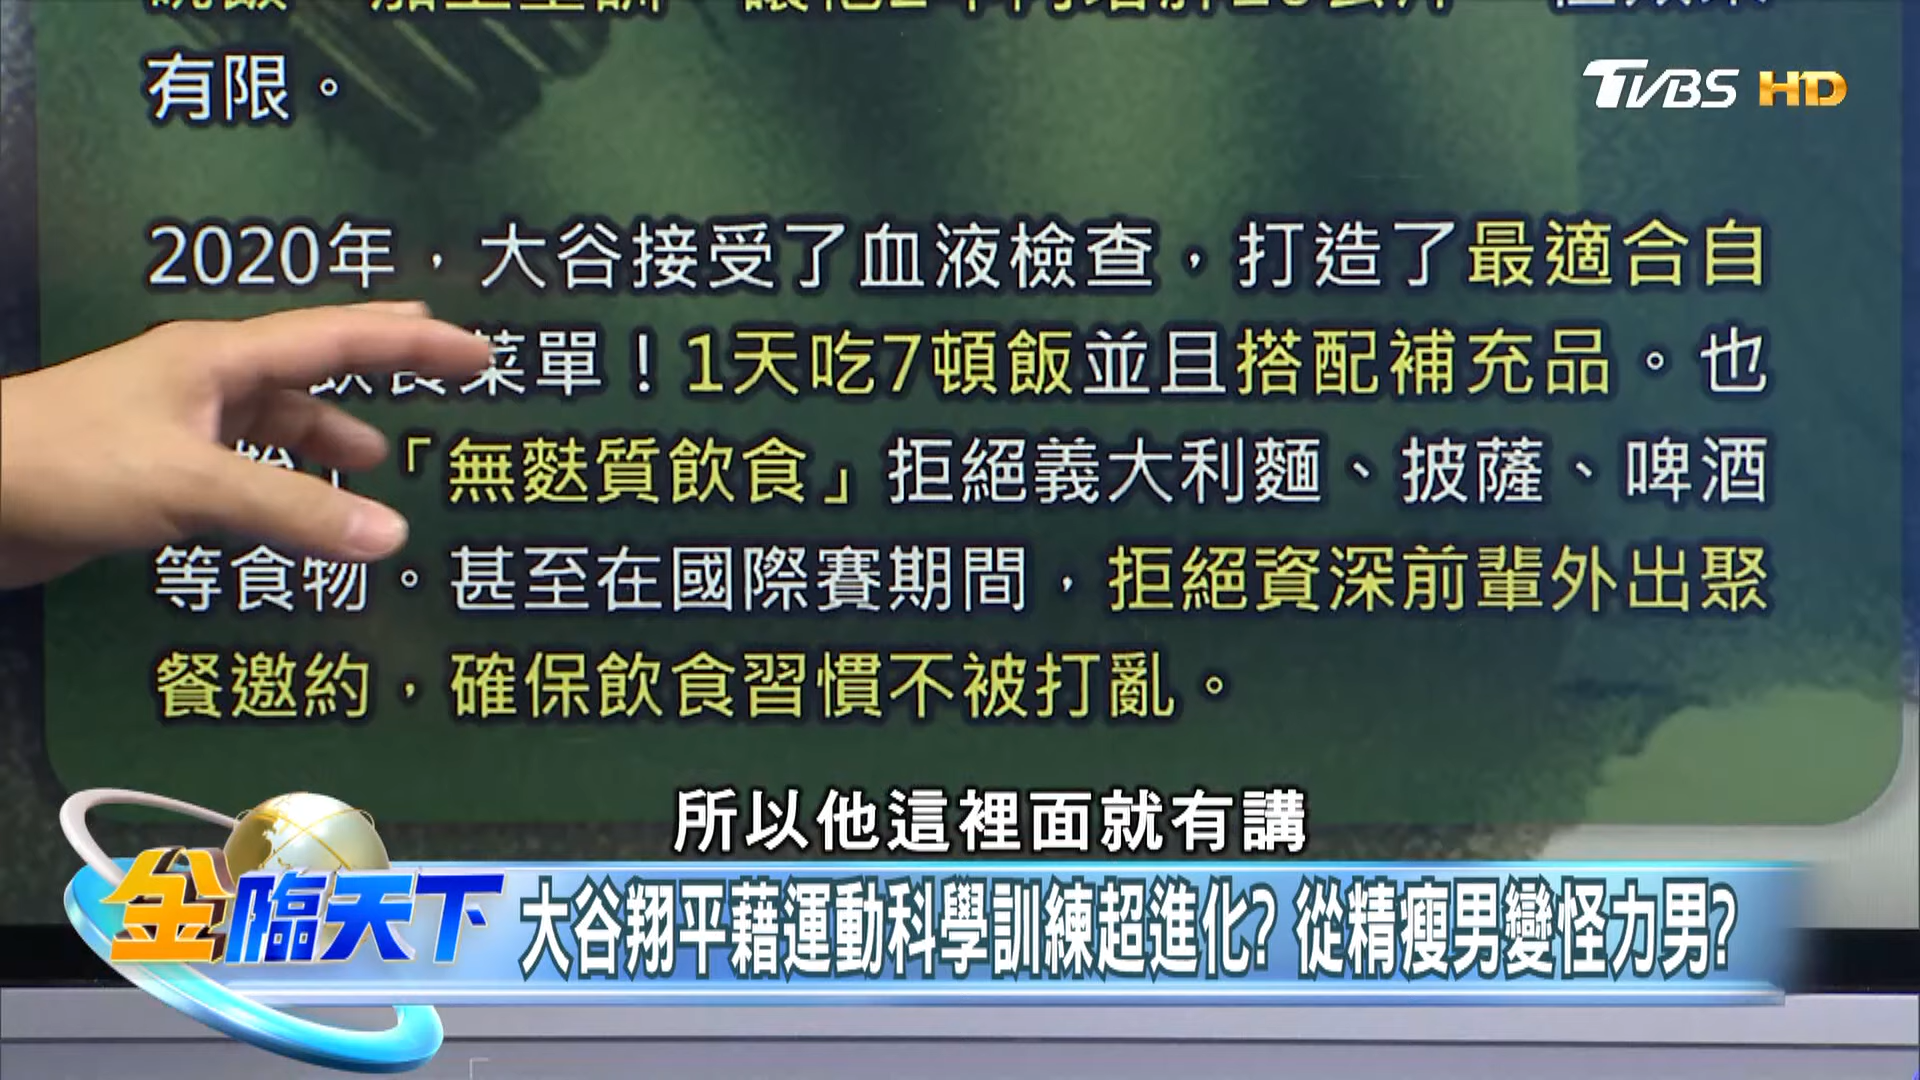 有限。
TVBS HD
2020年，大谷接受了血液檢查，打造了最適合自
菜單！1天吃7頓飯並且搭配補充品。也
「無麩質飲食」拒絕義大利麵、披薩、啤酒
等食物。甚至在國際賽期間，拒絕資深前輩外出聚
餐邀約，確保飲食習慣不被打亂。
所以他這裡面就有講
金臨天下
大谷翔平藉運動科學訓練超進化? 從精瘦男變怪力男?